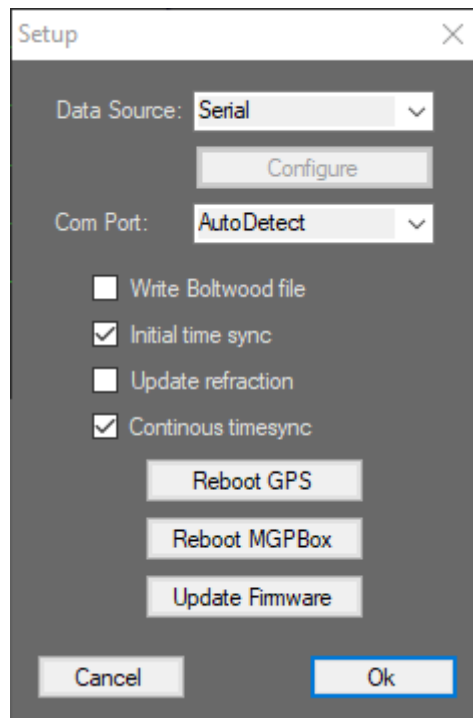 Setup
Data Source: Serial
Configure
Com Port: AutoDetect
Write Boltwood file
Initial time sync
Update refraction
Continous timesync
Reboot GPS
Reboot MGPBox
Update Firmware
Cancel Ok